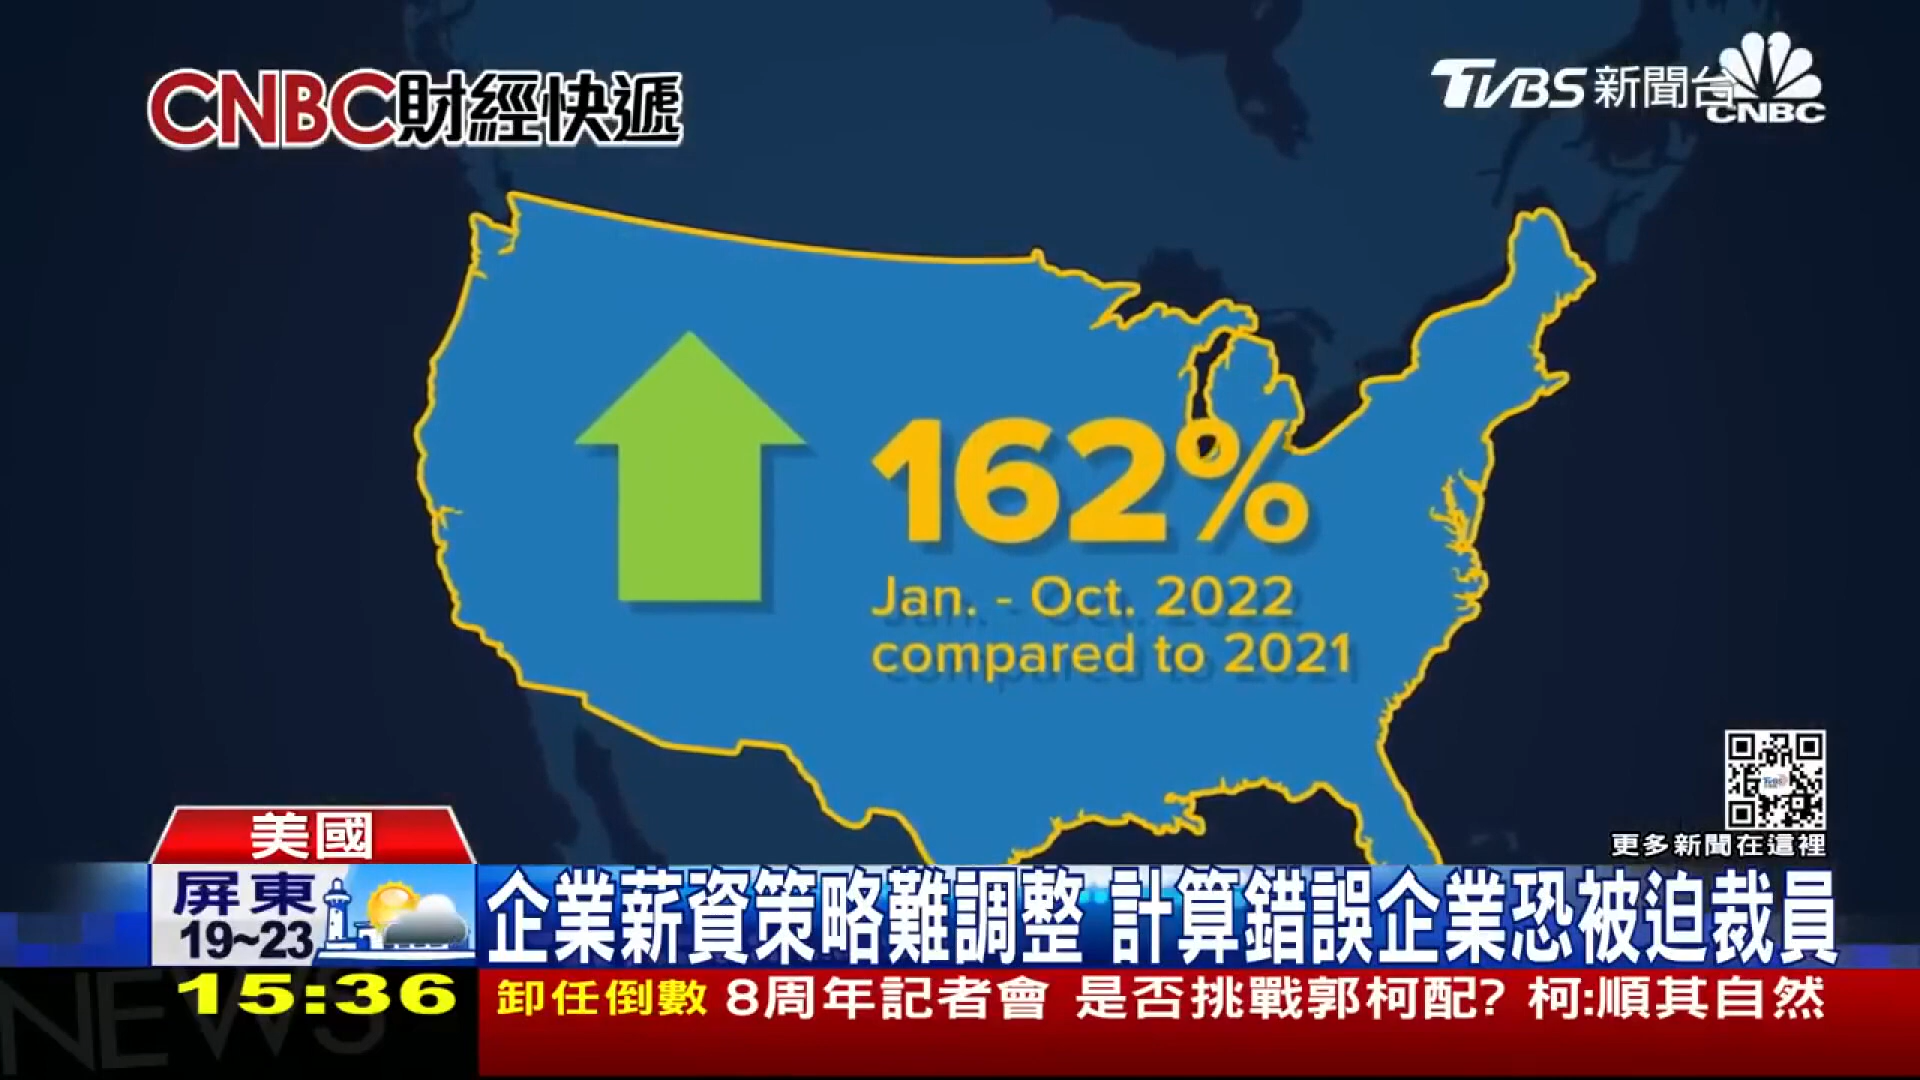 CNBC財經快遞
TVBS新聞台
CNBC
162%
Jan. - Oct. 2022
compared to 2021
TVBS
更多新聞在這裡
美國
屏東
19~23
企業薪資策略難調整 計算錯誤企業恐被迫裁員
15:36
卸任倒數 8周年記者會 是否挑戰郭柯配? 柯:順其自然
NEWS